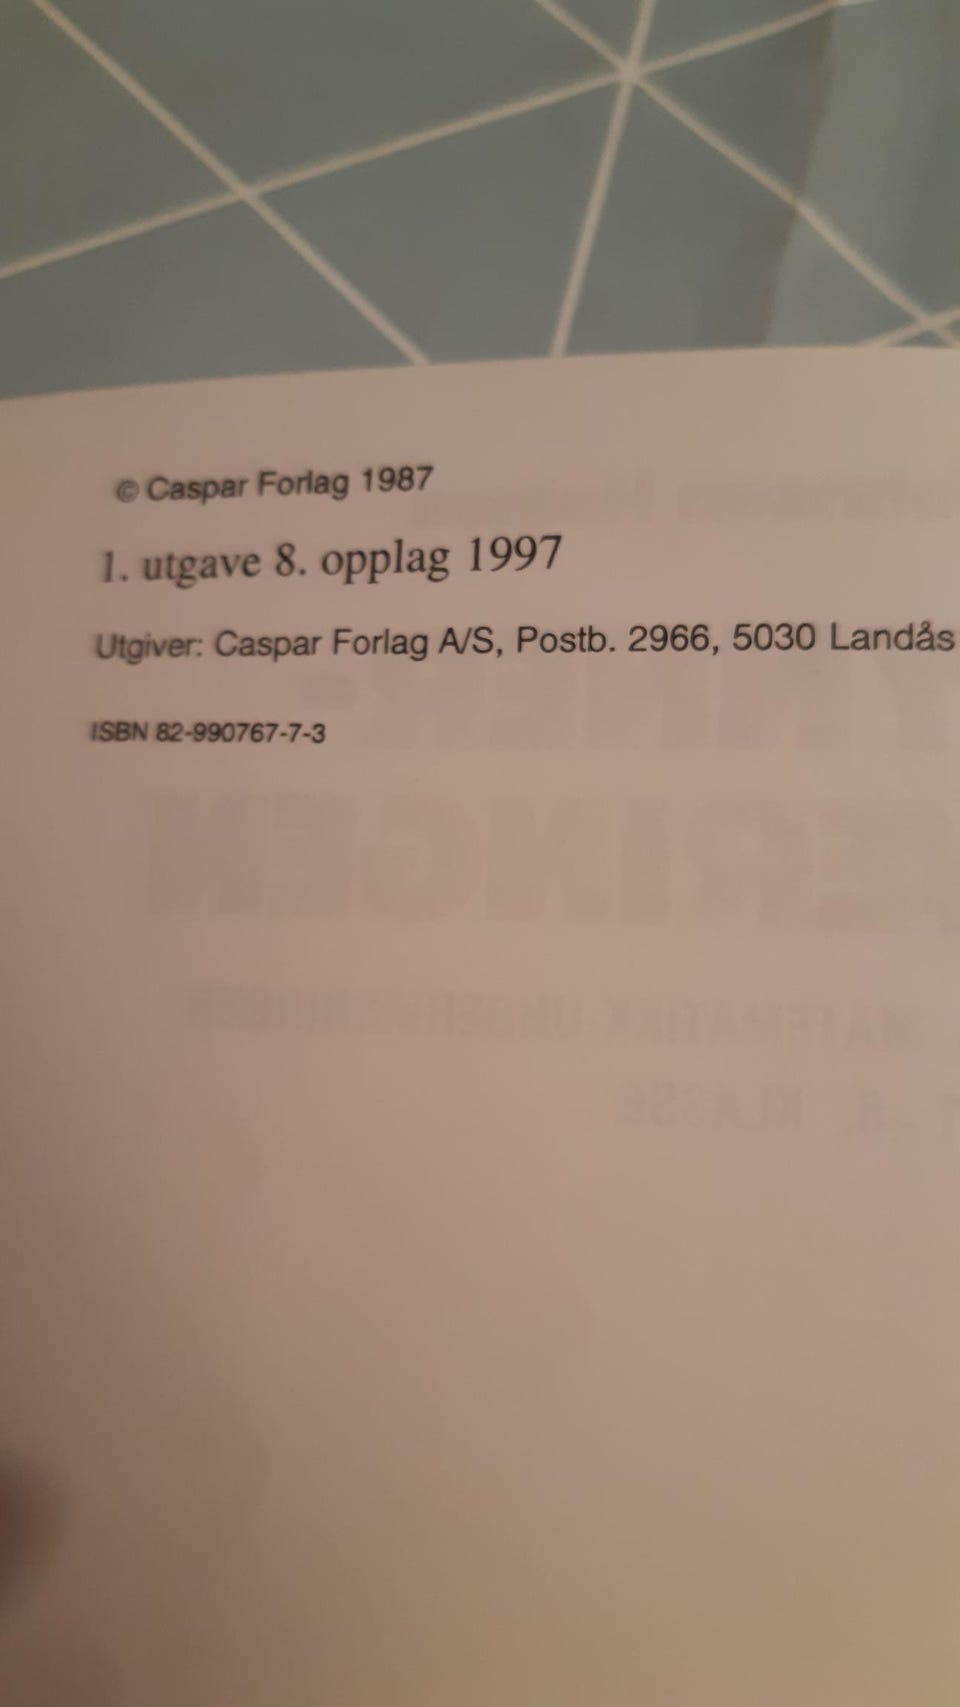 © Caspar Forlag 1987
1. utgave 8. opplag 1997
Utgiver: Caspar Forlag A/S, Postb. 2966, 5030 Landås
ISBN 82-990767-7-3